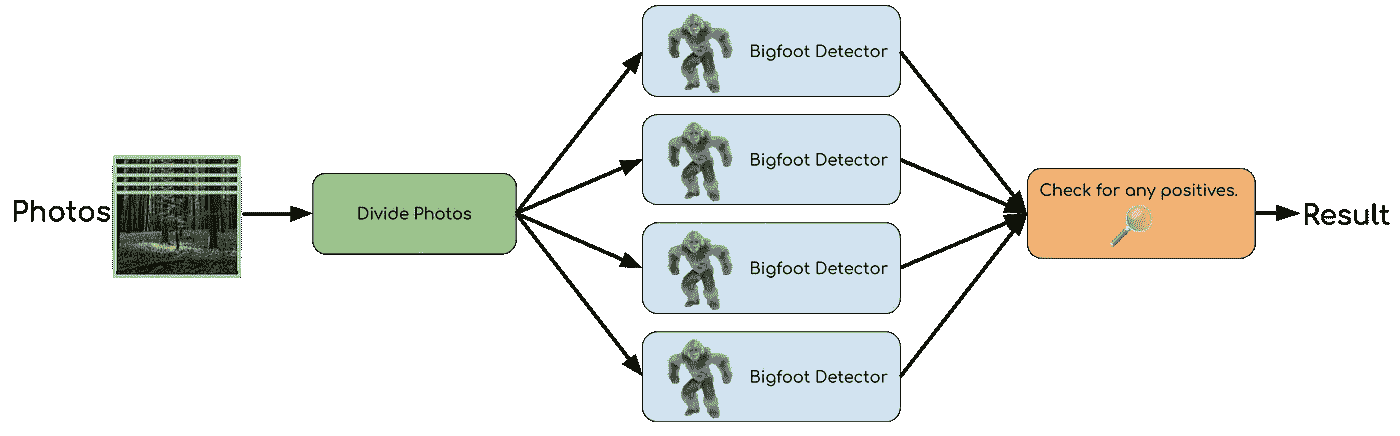 Photos
Divide Photos
Bigfoot Detector
Bigfoot Detector
Bigfoot Detector
Bigfoot Detector
Check for any positives.
Result